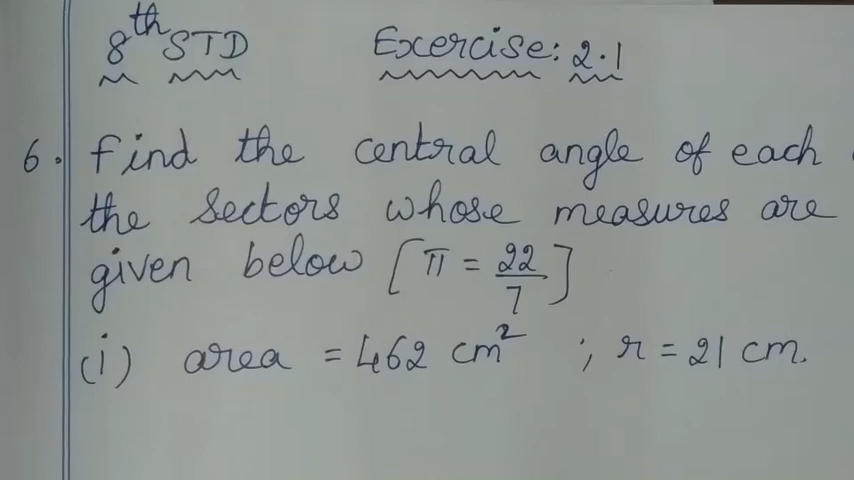 8th STD Excercise: 2.1
6. Find the central angle of each
the sectors whose measures are
given below [π = 22/7]
(i) area = 462 cm² ; r = 21 cm.